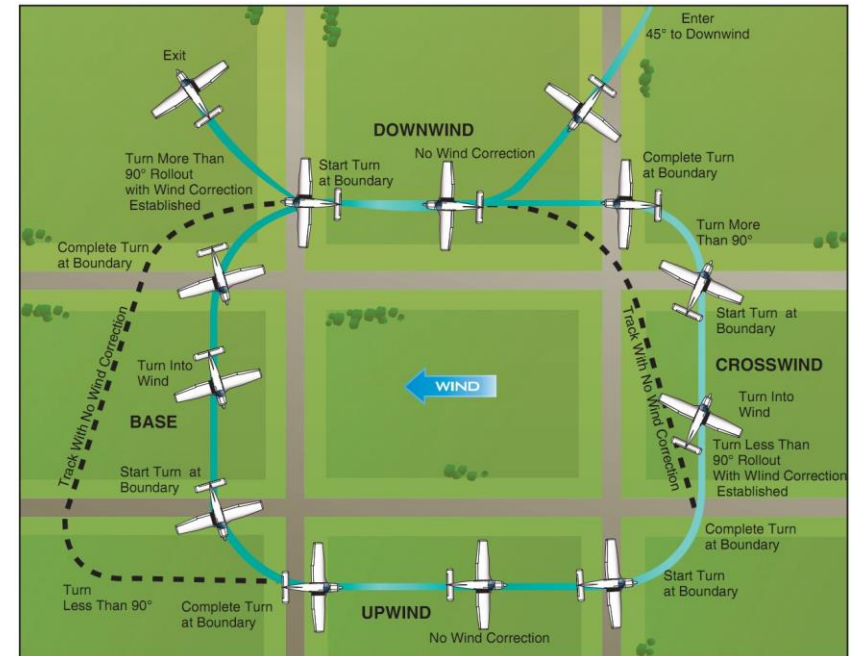 Enter
45° to Downwind
Exit
DOWNWIND
No Wind Correction
Turn More Than
90° Rollout
with Wind Correction
Established
Start Turn
at Boundary
Complete Turn
at Boundary
Turn More
Than 90°
Complete Turn
at Boundary
Start Turn at
Boundary
Track With No Wind Correction
Track With No Wind Correction
Turn Into
Wind
WIND
CROSSWIND
Turn Into
Wind
BASE
Turn Less Than
90° Rollout
With WIind Correction
Established
Start Turn at
Boundary
Complete Turn
at Boundary
Turn
Less Than 90°
Complete Turn
at Boundary
UPWIND
No Wind Correction
Start Turn
at Boundary